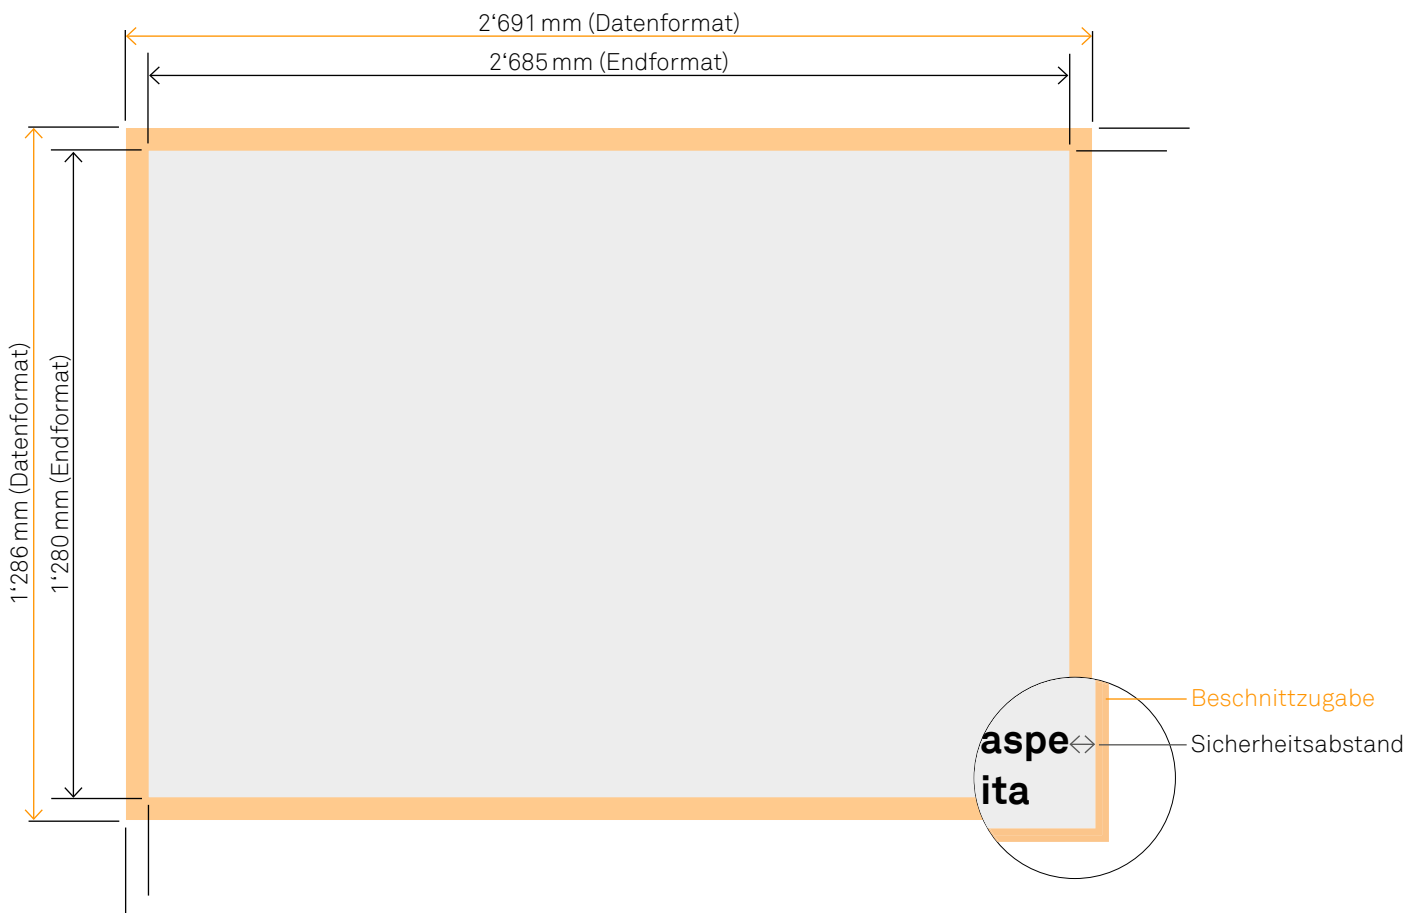 2‘691 mm (Datenformat)
2‘685 mm (Endformat)
1‘286 mm (Datenformat)
1‘280 mm (Endformat)
Beschnittzugabe
aspe
Sicherheitsabstand
ita